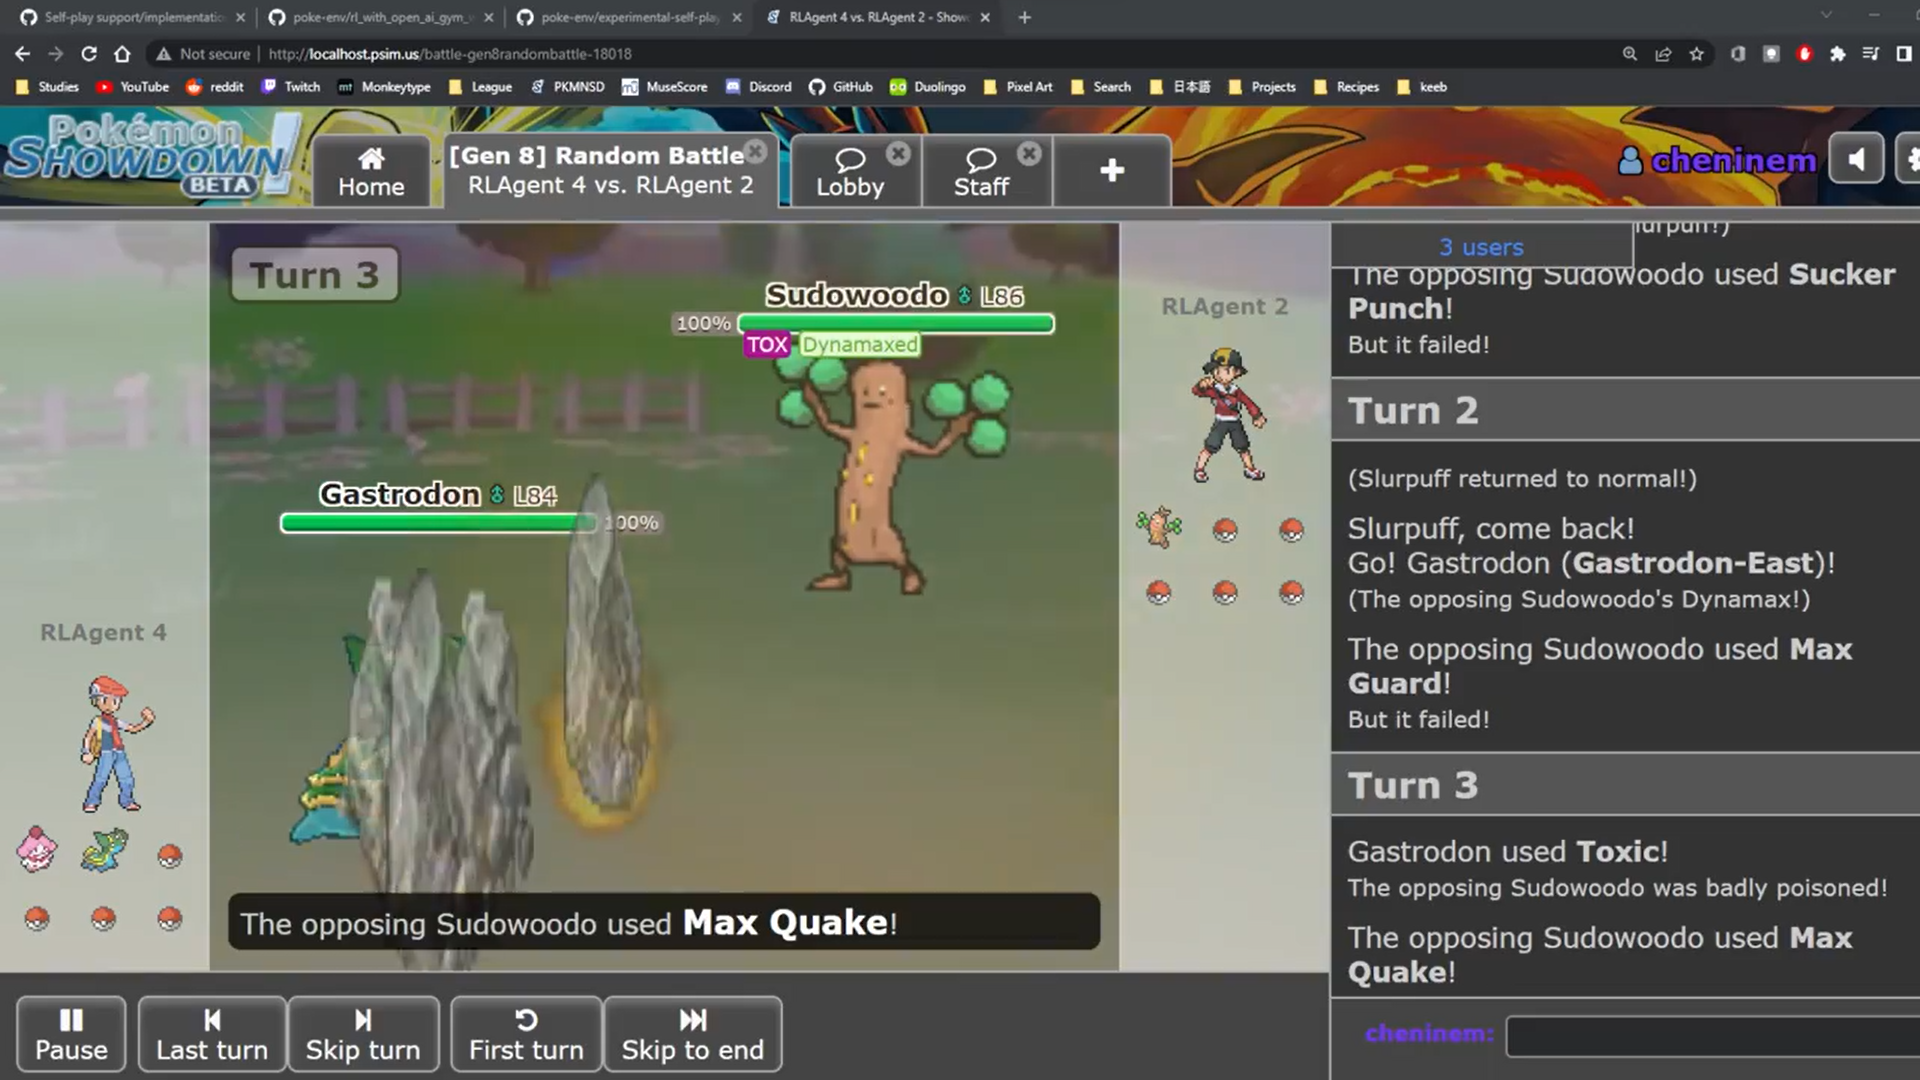 Self-play support/implementatio
poke-env/rl_with_open_ai_gym_w
poke-env/experimental-self-play
RLAgent 4 vs. RLAgent 2 - Show
Not secure
http://localhost.psim.us/battle-gen8randombattle-18018
Studies
YouTube
reddit
Twitch
mt
Monkeytype
League
PKMNSD
MuseScore
Discord
GitHub
Duolingo
Pixel Art
Search
日本語
Projects
Recipes
keeb
Pokémon
SHOWDOWN!
BETA
Home
[Gen 8] Random Battle
RLAgent 4 vs. RLAgent 2
Lobby
Staff
cheninem
Turn 3
Sudowoodo L86
100%
TOX Dynamaxed
Gastrodon L84
100%
RLAgent 4
RLAgent 2
The opposing Sudowoodo used Max Quake!
3 users
The opposing Sudowoodo used Sucker
Punch!
But it failed!
Turn 2
(Slurpuff returned to normal!)
Slurpuff, come back!
Go! Gastrodon (Gastrodon-East)!
(The opposing Sudowoodo's Dynamax!)
The opposing Sudowoodo used Max
Guard!
But it failed!
Turn 3
Gastrodon used Toxic!
The opposing Sudowoodo was badly poisoned!
The opposing Sudowoodo used Max
Quake!
Pause
Last turn
Skip turn
First turn
Skip to end
cheninem: